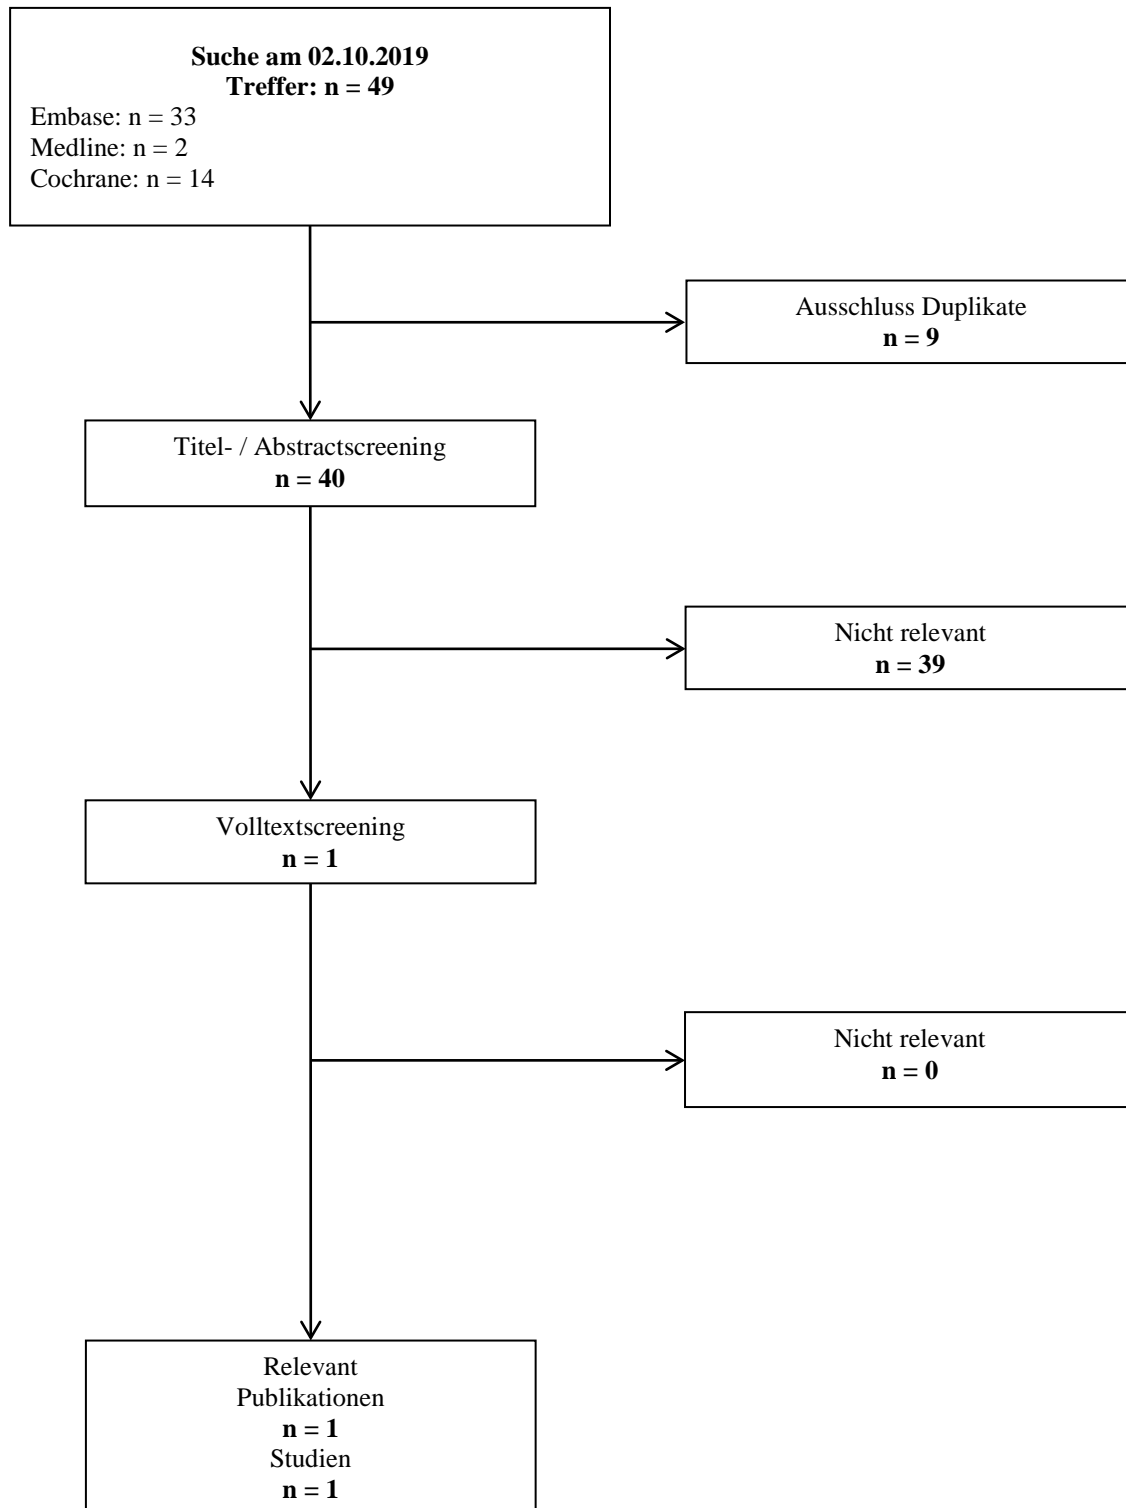 Suche am 02.10.2019
Treffer: n = 49
Embase: n = 33
Medline: n = 2
Cochrane: n = 14
Ausschluss Duplikate
n = 9
Titel- / Abstractscreening
n = 40
Nicht relevant
n = 39
Volltextscreening
n = 1
Nicht relevant
n = 0
Relevant
Publikationen
n = 1
Studien
n = 1